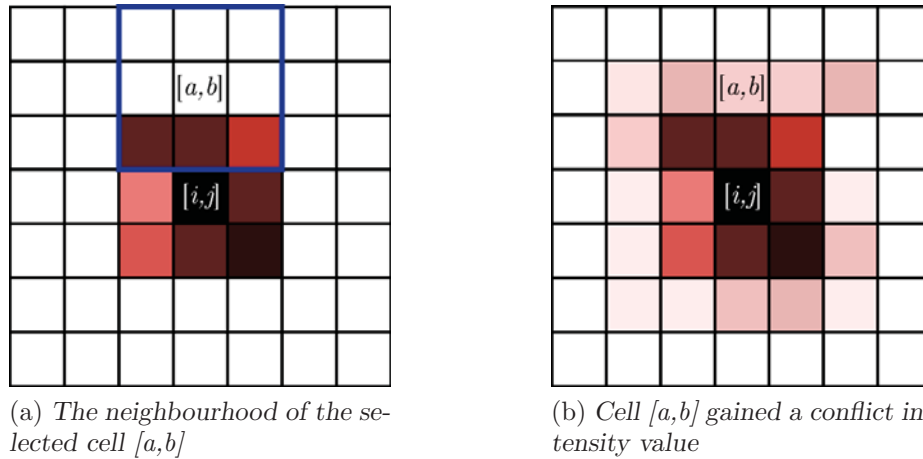 [a,b]
[i,j]
(a) The neighbourhood of the se-
lected cell [a,b]
[a,b]
[i,j]
(b) Cell [a,b] gained a conflict in
tensity value